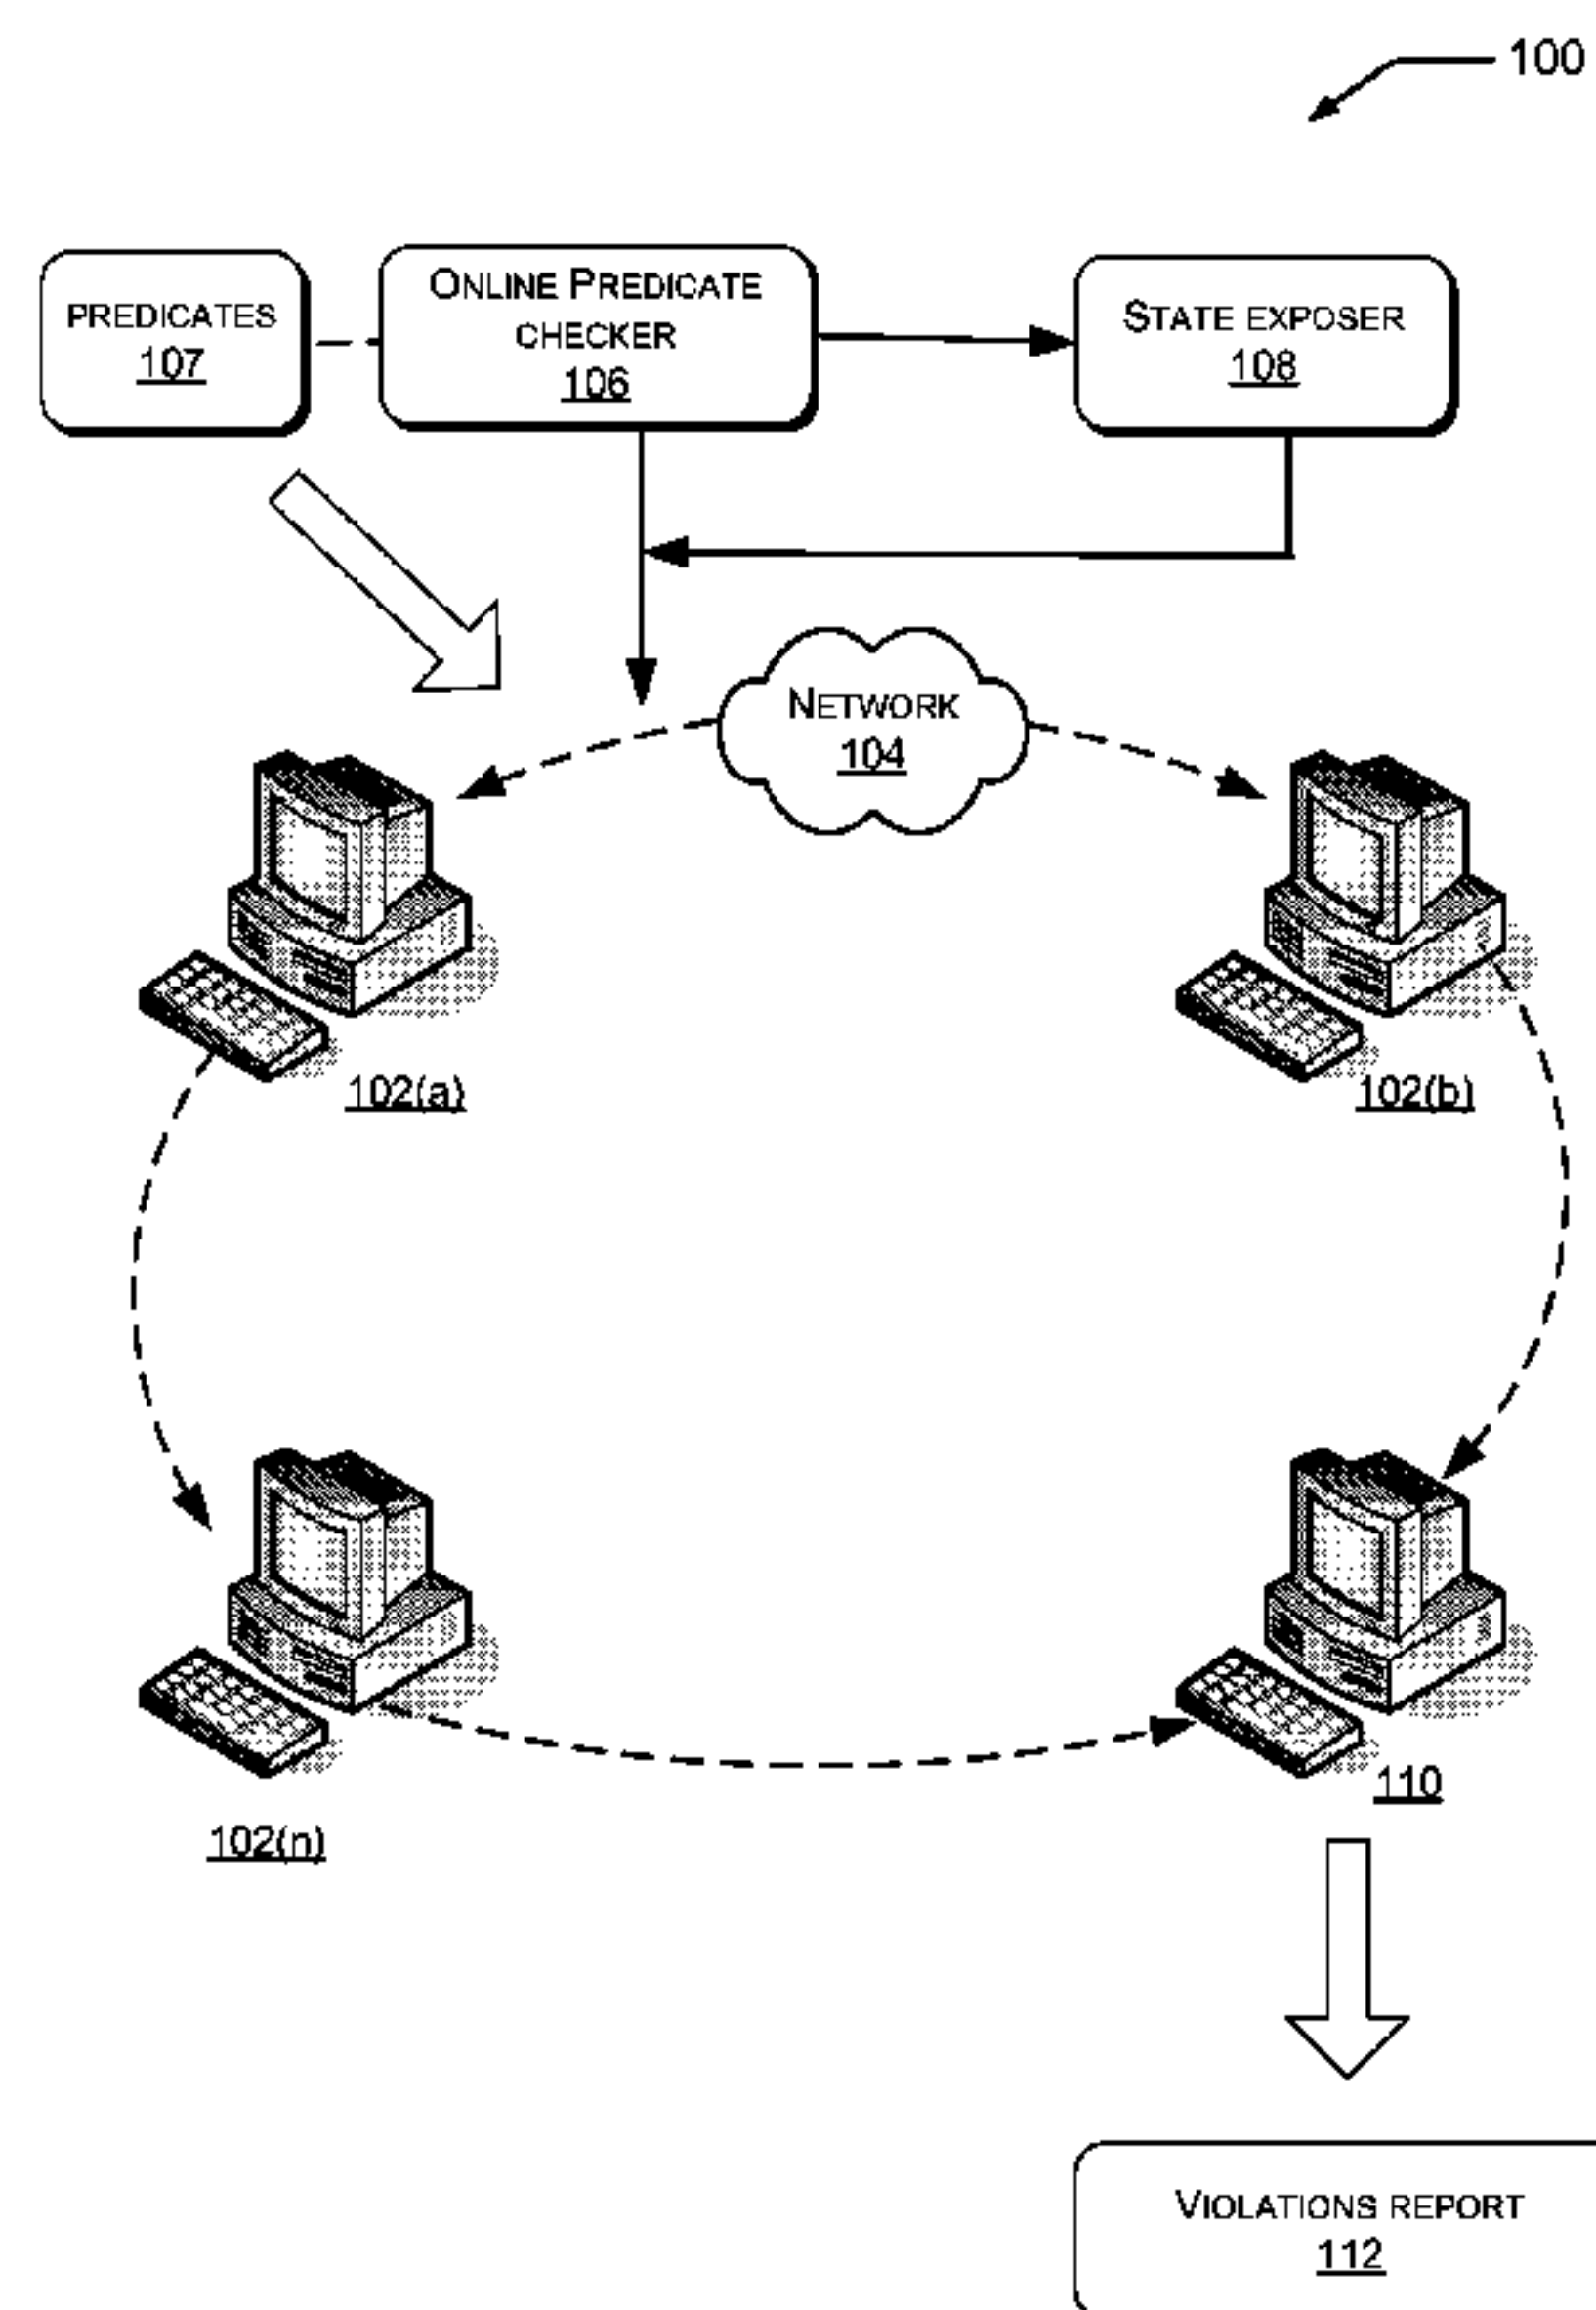 100
PREDICATES
107
ONLINE PREDICATE
CHECKER
106
STATE EXPOSER
108
NETWORK
104
102(a)
102(b)
102(n)
110
VIOLATIONS REPORT
112